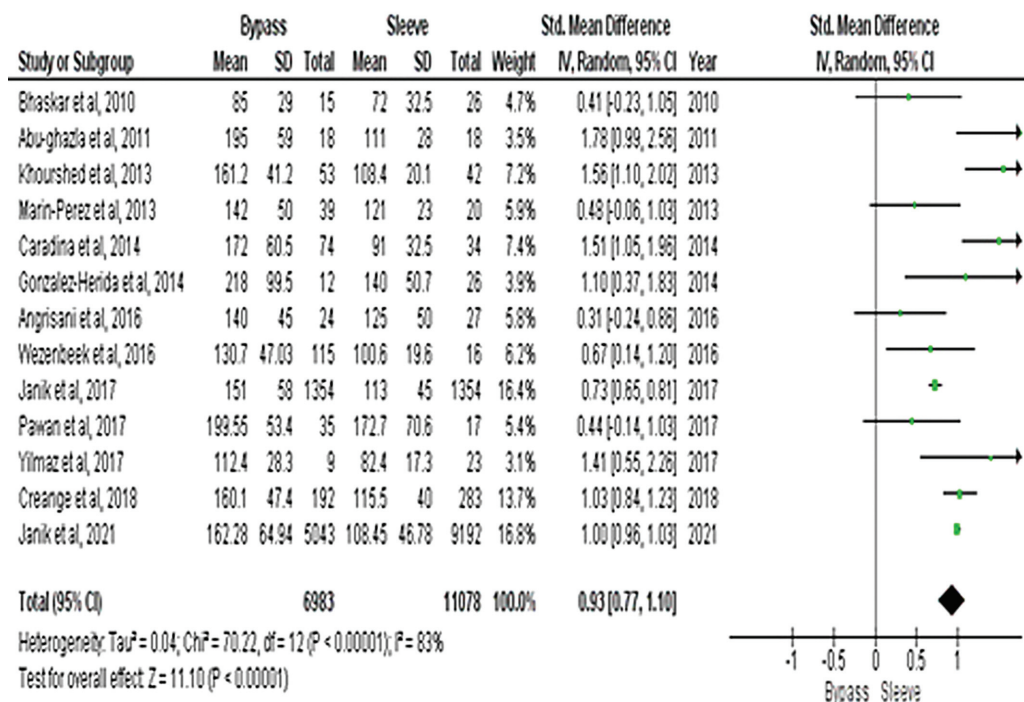 Bypass Sleeve Std. Mean Difference Std. Mean Difference
Study or Subgroup Mean SD Total Mean SD Total Weight IV, Random, 95% CI Year IV, Random, 95% CI
Bhaskar et al, 2010 85 29 15 72 32.5 26 4.7% 0.41 [-0.23, 1.05] 2010
Abu-ghazla et al, 2011 195 59 18 111 28 18 3.5% 1.78 [0.99, 2.56] 2011
Khourshed et al, 2013 161.2 41.2 53 108.4 20.1 42 7.2% 1.56 [1.10, 2.02] 2013
Marin-Perez et al, 2013 142 50 39 121 23 20 5.9% 0.48 [-0.06, 1.03] 2013
Caradina et al, 2014 172 60.5 74 91 32.5 34 7.4% 1.51 [1.05, 1.96] 2014
Gonzalez-Herida et al, 2014 218 99.5 12 140 50.7 26 3.9% 1.10 [0.37, 1.83] 2014
Angrisani et al, 2016 140 45 24 125 50 27 5.8% 0.31 [-0.24, 0.86] 2016
Wezenbeek et al, 2016 130.7 47.03 115 100.6 19.6 16 6.2% 0.67 [0.14, 1.20] 2016
Janik et al, 2017 151 58 1354 113 45 1354 16.4% 0.73 [0.65, 0.81] 2017
Pawan et al, 2017 199.55 53.4 35 172.7 70.6 17 5.4% 0.44 [-0.14, 1.03] 2017
Yilmaz et al, 2017 112.4 28.3 9 82.4 17.3 23 3.1% 1.41 [0.55, 2.26] 2017
Creange et al, 2018 160.1 47.4 192 115.5 40 283 13.7% 1.03 [0.84, 1.23] 2018
Janik et al, 2021 162.28 64.94 5043 108.45 46.78 9192 16.8% 1.00 [0.96, 1.03] 2021
Total (95% CI) 6983 11078 100.0% 0.93 [0.77, 1.10]
Heterogeneity: Tau² = 0.04; Chi² = 70.22, df = 12 (P < 0.00001); I² = 83%
Test for overall effect: Z = 11.10 (P < 0.00001)
-1 -0.5 0 0.5 1
Bypass Sleeve